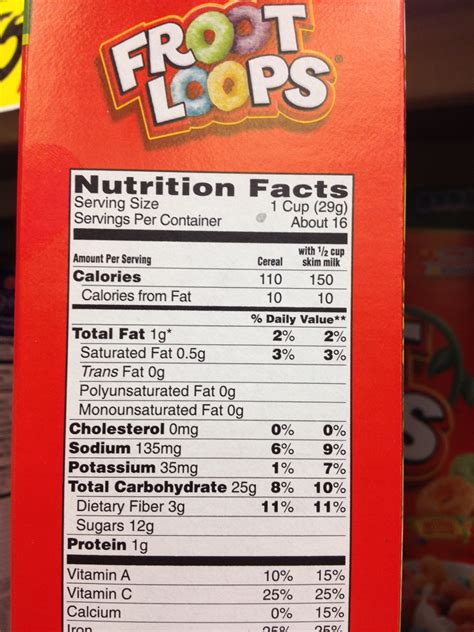 FROOT
LOOPS®
Nutrition Facts
Serving Size 1 Cup (29g)
Servings Per Container About 16
Amount Per Serving Cereal with 1/2 cup skim milk
Calories 110 150
Calories from Fat 10 10
% Daily Value**
Total Fat 1g* 2% 2%
Saturated Fat 0.5g 3% 3%
Trans Fat 0g
Polyunsaturated Fat 0g
Monounsaturated Fat 0g
Cholesterol 0mg 0% 0%
Sodium 135mg 6% 9%
Potassium 35mg 1% 7%
Total Carbohydrate 25g 8% 10%
Dietary Fiber 3g 11% 11%
Sugars 12g
Protein 1g
Vitamin A 10% 15%
Vitamin C 25% 25%
Calcium 0% 15%
Iron 25% 25%